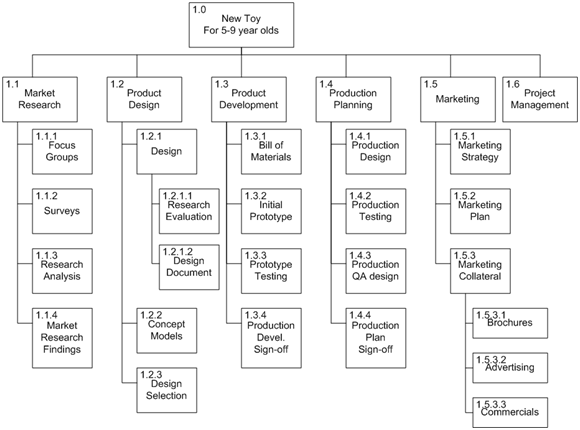 1.0
New Toy
For 5-9 year olds
1.1
Market
Research
1.2
Product
Design
1.3
Product
Development
1.4
Production
Planning
1.5
Marketing
1.6
Project
Management
1.1.1
Focus
Groups
1.1.2
Surveys
1.1.3
Research
Analysis
1.1.4
Market
Research
Findings
1.2.1
Design
1.2.1.1
Research
Evaluation
1.2.1.2
Design
Document
1.2.2
Concept
Models
1.2.3
Design
Selection
1.3.1
Bill of
Materials
1.3.2
Initial
Prototype
1.3.3
Prototype
Testing
1.3.4
Production
Devel.
Sign-off
1.4.1
Production
Design
1.4.2
Production
Testing
1.4.3
Production
QA design
1.4.4
Production
Plan
Sign-off
1.5.1
Marketing
Strategy
1.5.2
Marketing
Plan
1.5.3
Marketing
Collateral
1.5.3.1
Brochures
1.5.3.2
Advertising
1.5.3.3
Commercials